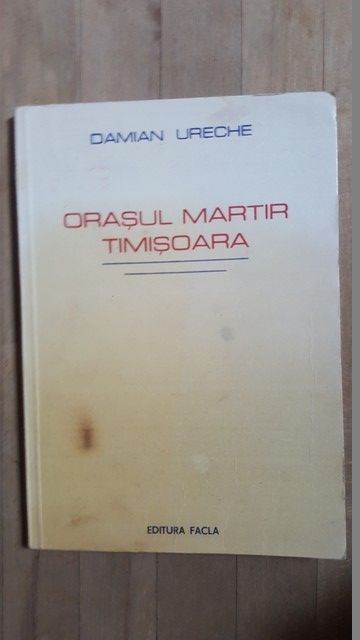 DAMIAN URECHE
ORAȘUL MARTIR
TIMIȘOARA
EDITURA FACLA